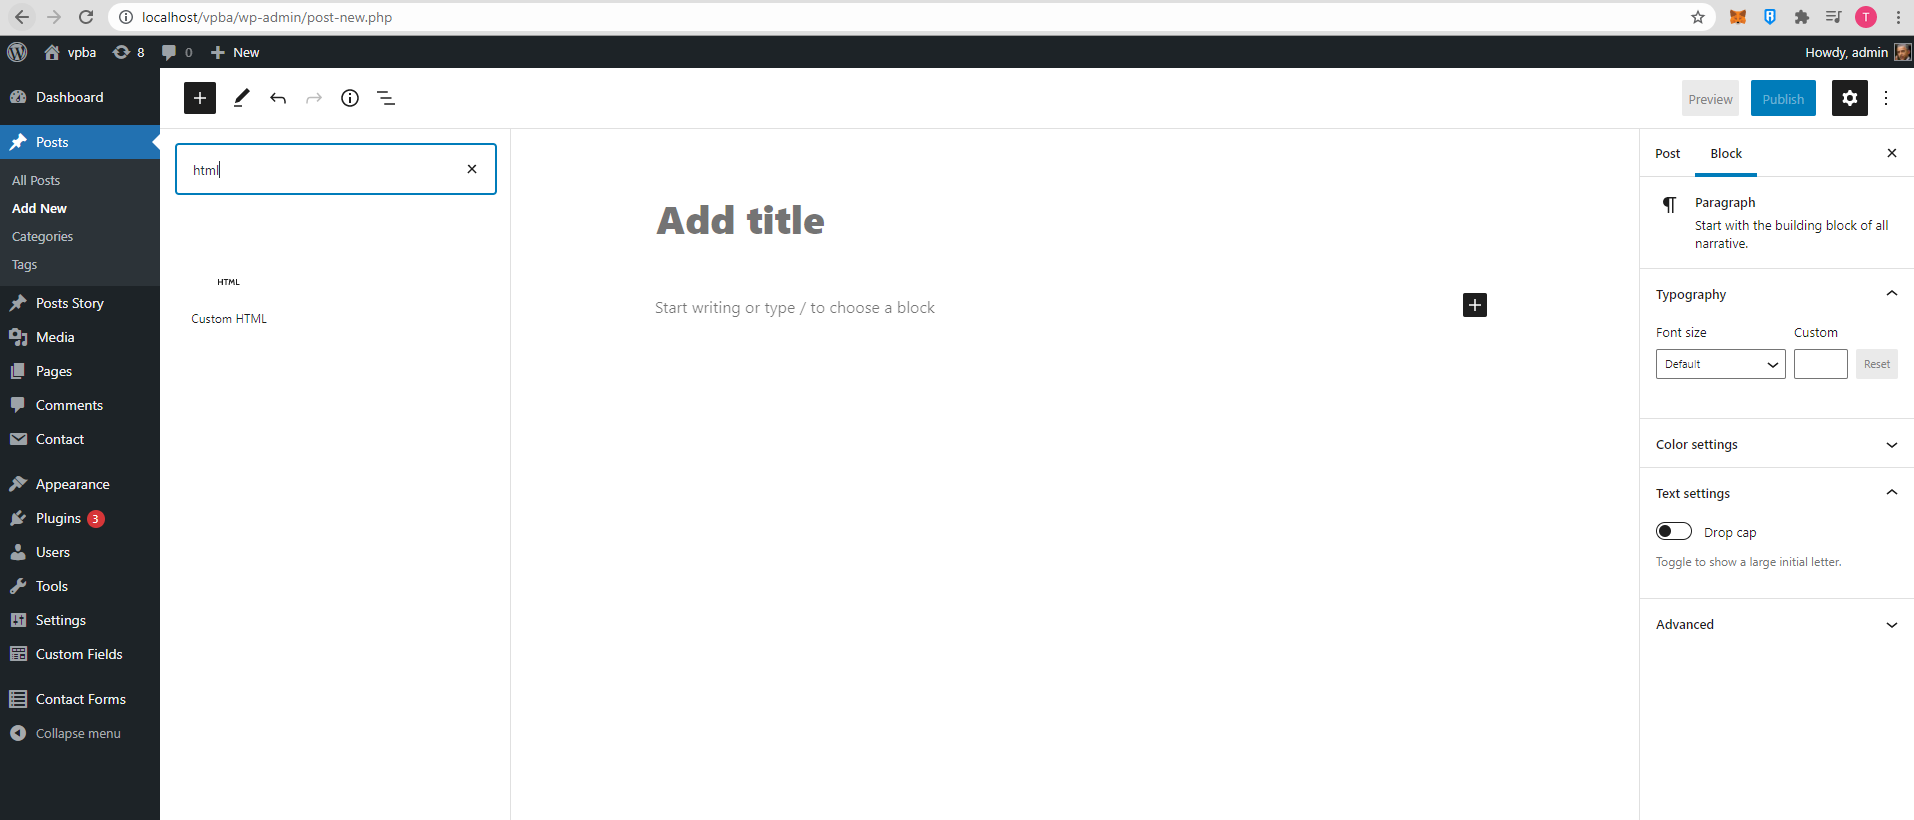 localhost/vpba/wp-admin/post-new.php
T
vpba
8
0
New
Howdy, admin
Dashboard
Posts
All Posts
Add New
Categories
Tags
Posts Story
Media
Pages
Comments
Contact
Appearance
Plugins 3
Users
Tools
Settings
Custom Fields
Contact Forms
Collapse menu
Preview
Publish
html
HTML
Custom HTML
Add title
Start writing or type / to choose a block
Post
Block
Paragraph
Start with the building block of all
narrative.
Typography
Font size
Custom
Default
Reset
Color settings
Text settings
Drop cap
Toggle to show a large initial letter.
Advanced